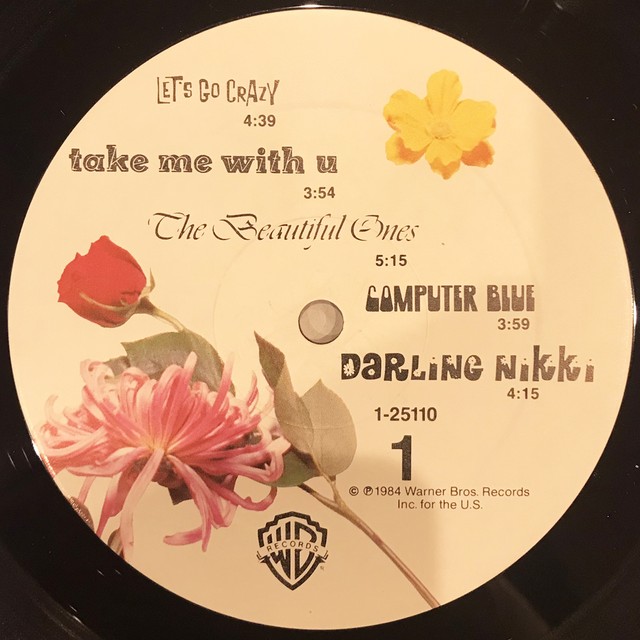 LET'S GO CRAZY
4:39
take me with u
3:54
The Beautiful Ones
5:15
COMPUTER BLUE
3:59
DARLING NIKKI
4:15
1-25110
1
© ℗ 1984 Warner Bros. Records
Inc. for the U.S.
WB
RECORDS
®